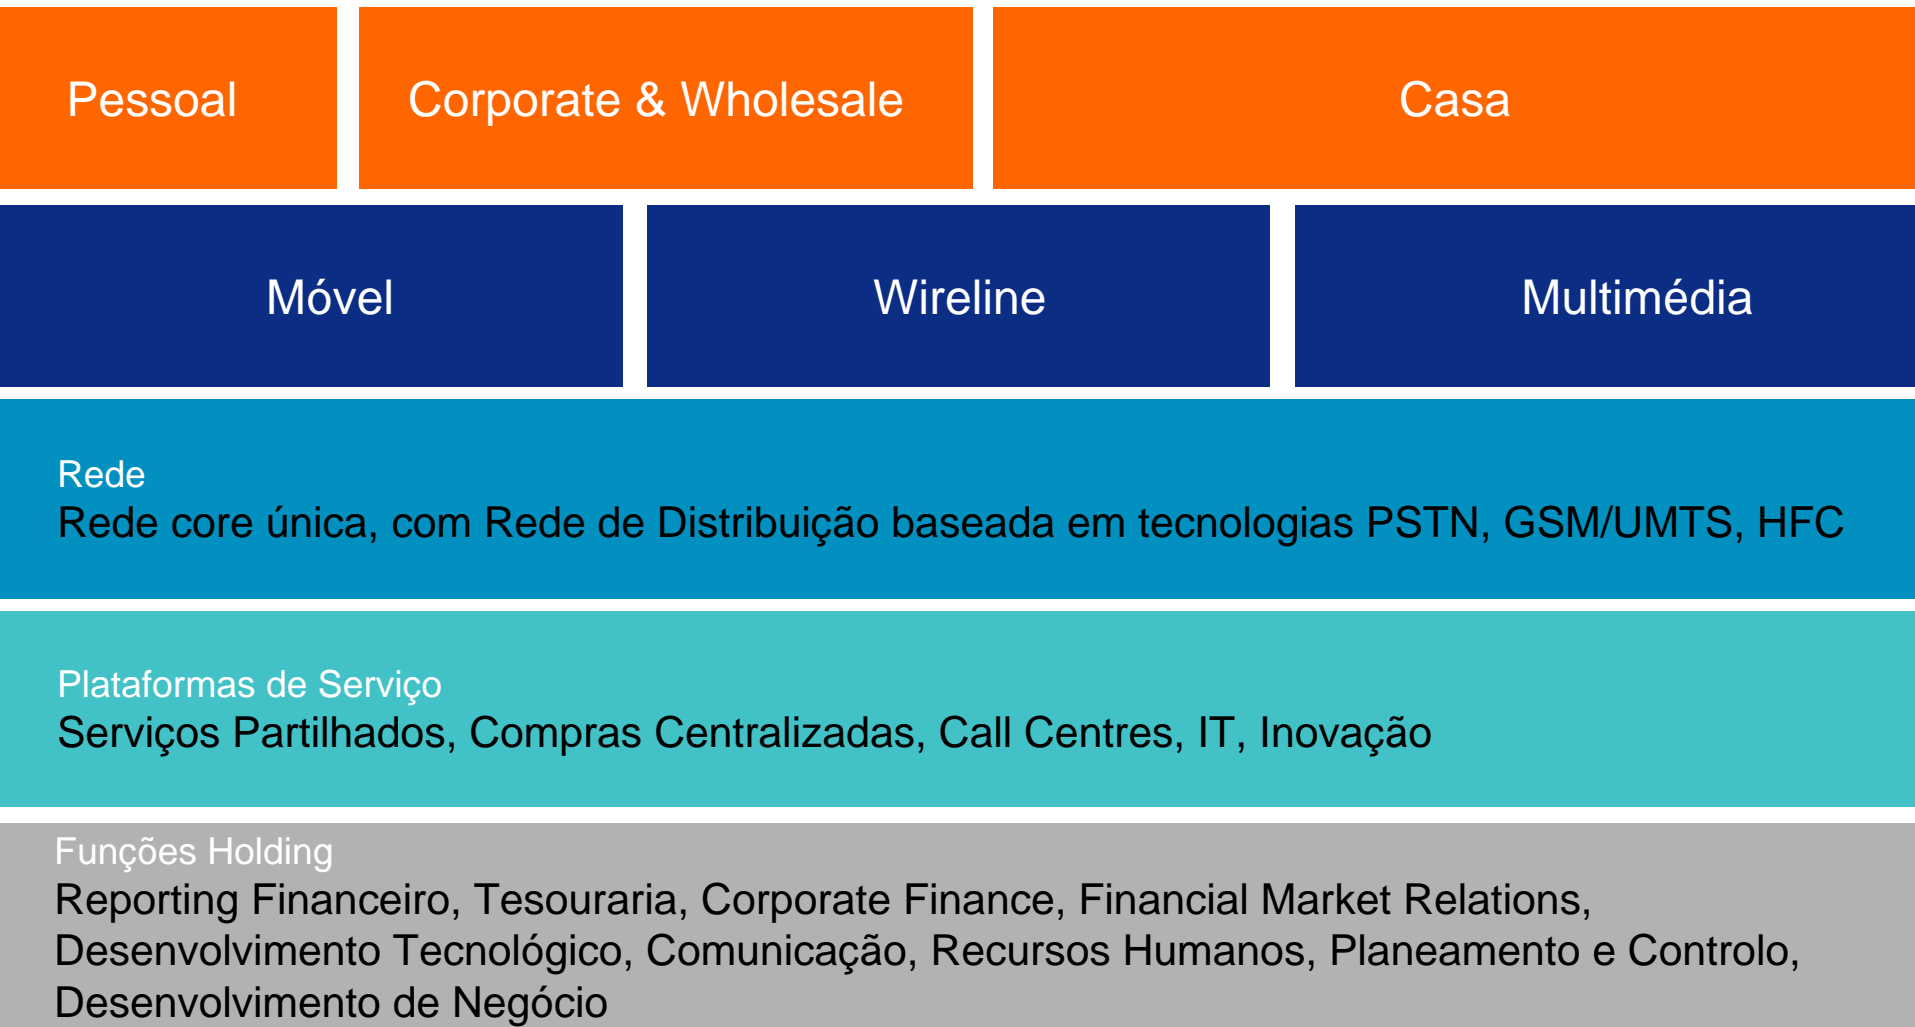 Pessoal
Corporate & Wholesale
Casa
Móvel
Wireline
Multimédia
Rede
Rede core única, com Rede de Distribuição baseada em tecnologias PSTN, GSM/UMTS, HFC
Plataformas de Serviço
Serviços Partilhados, Compras Centralizadas, Call Centres, IT, Inovação
Funções Holding
Reporting Financeiro, Tesouraria, Corporate Finance, Financial Market Relations,
Desenvolvimento Tecnológico, Comunicação, Recursos Humanos, Planeamento e Controlo,
Desenvolvimento de Negócio